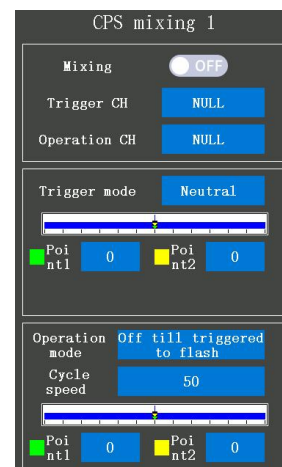 CPS mixing 1
Mixing OFF
Trigger CH NULL
Operation CH NULL
Trigger mode Neutral
Poi
nt1 0 Poi
nt2 0
Operation
mode Off till triggered
to flash
Cycle
speed 50
Poi
nt1 0 Poi
nt2 0